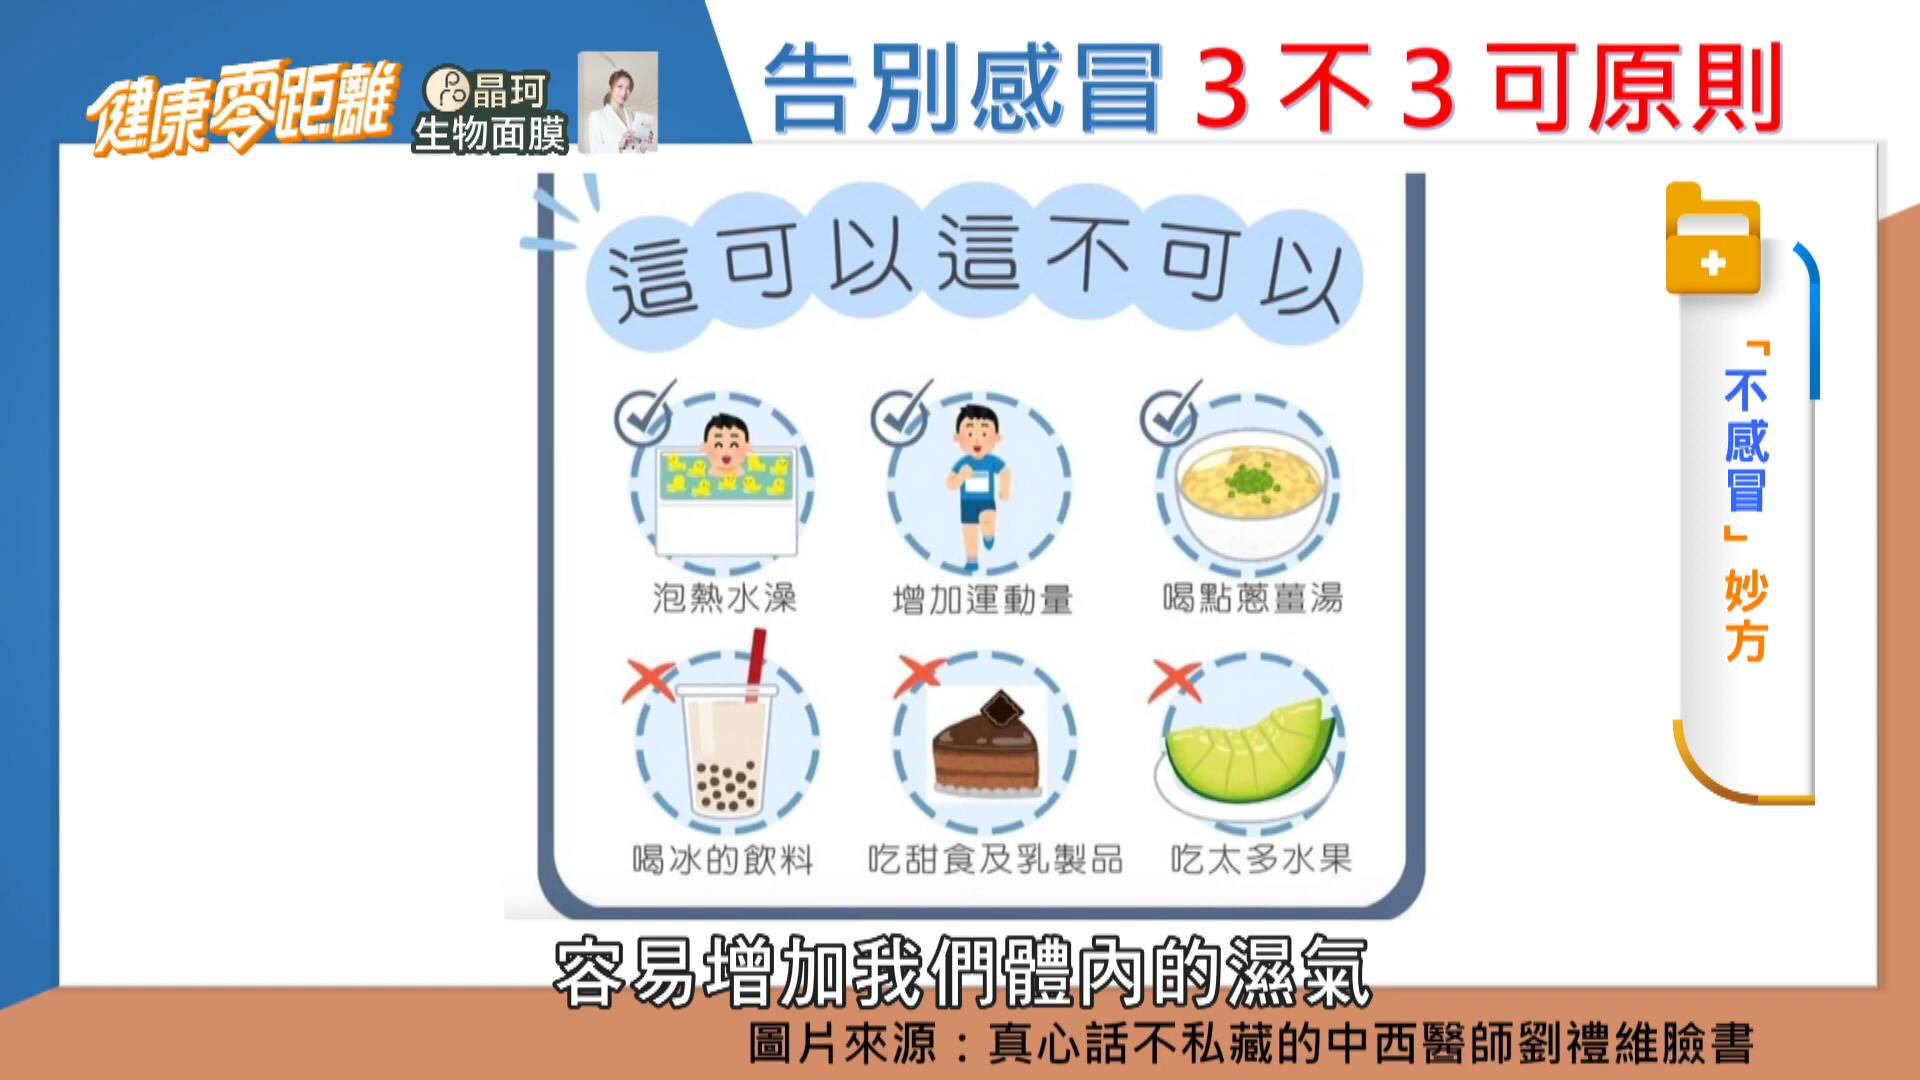 健康零距離
晶珂
生物面膜
告別感冒3不3可原則
這可以這不可以
泡熱水澡
增加運動量
喝點蔥薑湯
喝冰的飲料
吃甜食及乳製品
吃太多水果
「不感冒」妙方
容易增加我們體內的濕氣
圖片來源：真心話不私藏的中西醫師劉禮維臉書